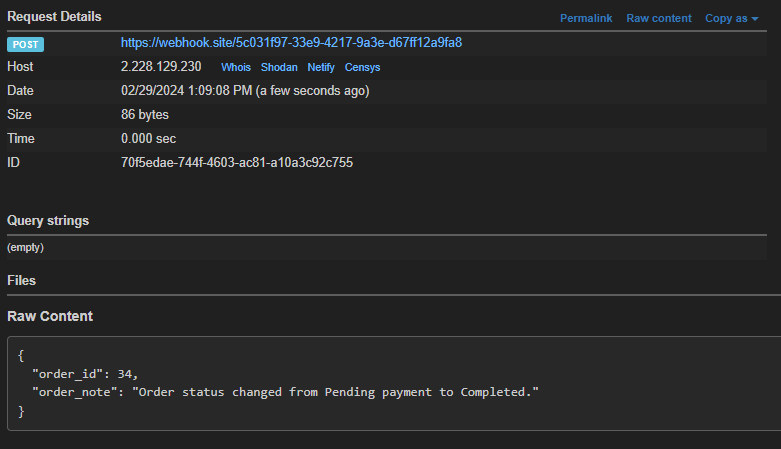 Request Details Permalink Raw content Copy as
POST https://webhook.site/5c031f97-33e9-4217-9a3e-d67ff12a9fa8
Host 2.228.129.230 Whois Shodan Netify Censys
Date 02/29/2024 1:09:08 PM (a few seconds ago)
Size 86 bytes
Time 0.000 sec
ID 70f5edae-744f-4603-ac81-a10a3c92c755
Query strings
(empty)
Files
Raw Content
{
"order_id": 34,
"order_note": "Order status changed from Pending payment to Completed."
}